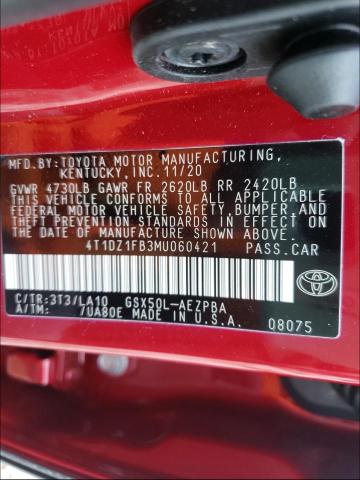 MFD.BY:TOYOTA MOTOR MANUFACTURING,
KENTUCKY, INC. 11/20
GVWR 4730LB GAWR FR 2620LB RR 2420LB
THIS VEHICLE CONFORMS TO ALL APPLICABLE
FEDERAL MOTOR VEHICLE SAFETY, BUMPER, AND
THEFT PREVENTION STANDARDS IN EFFECT ON
THE DATE OF MANUFACTURE SHOWN ABOVE.
4T1DZ1FB3MU060421 PASS.CAR
C/TR:3T3/LA10 GSX50L-AEZPBA
A/TM: 7UA80E MADE IN U.S.A. 08075
TOYOTA